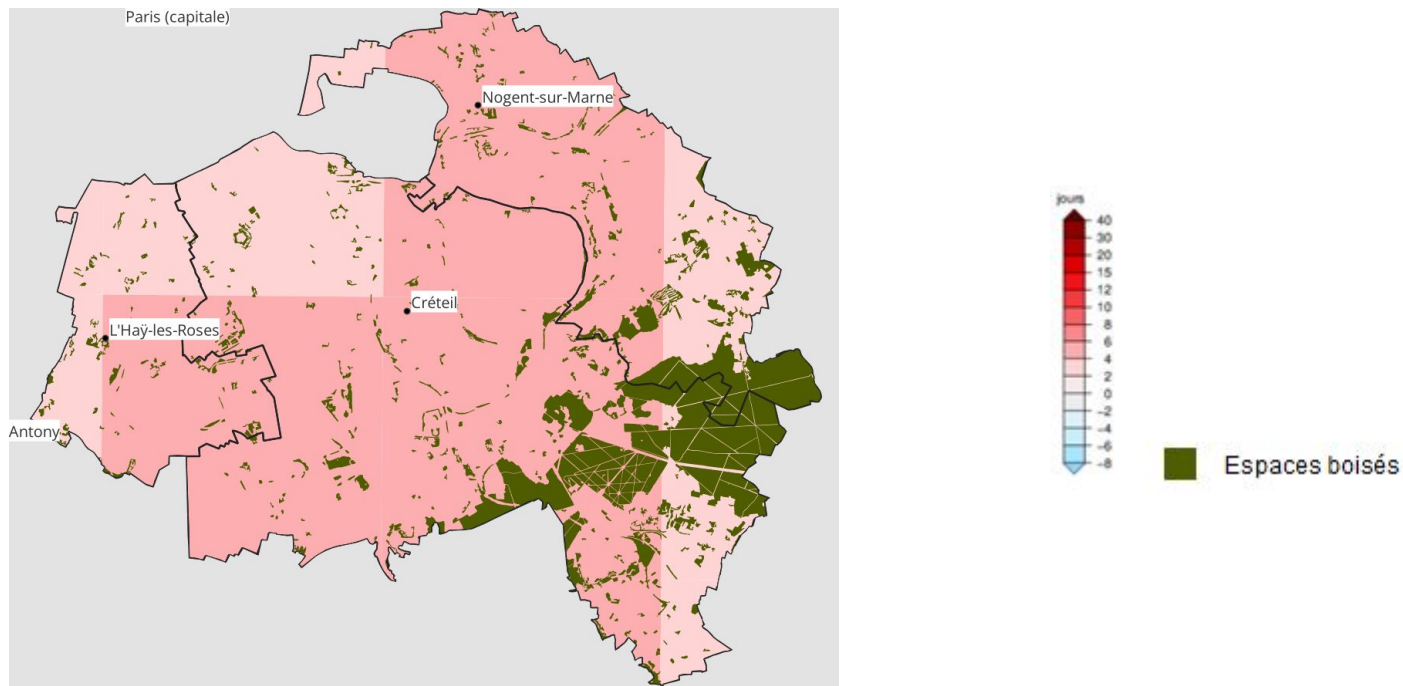 Paris (capitale)
Nogent-sur-Marne
Créteil
L'Haÿ-les-Roses
Antony
jours
40
30
20
15
12
10
8
6
4
2
0
-2
-4
-6
-8
Espaces boisés